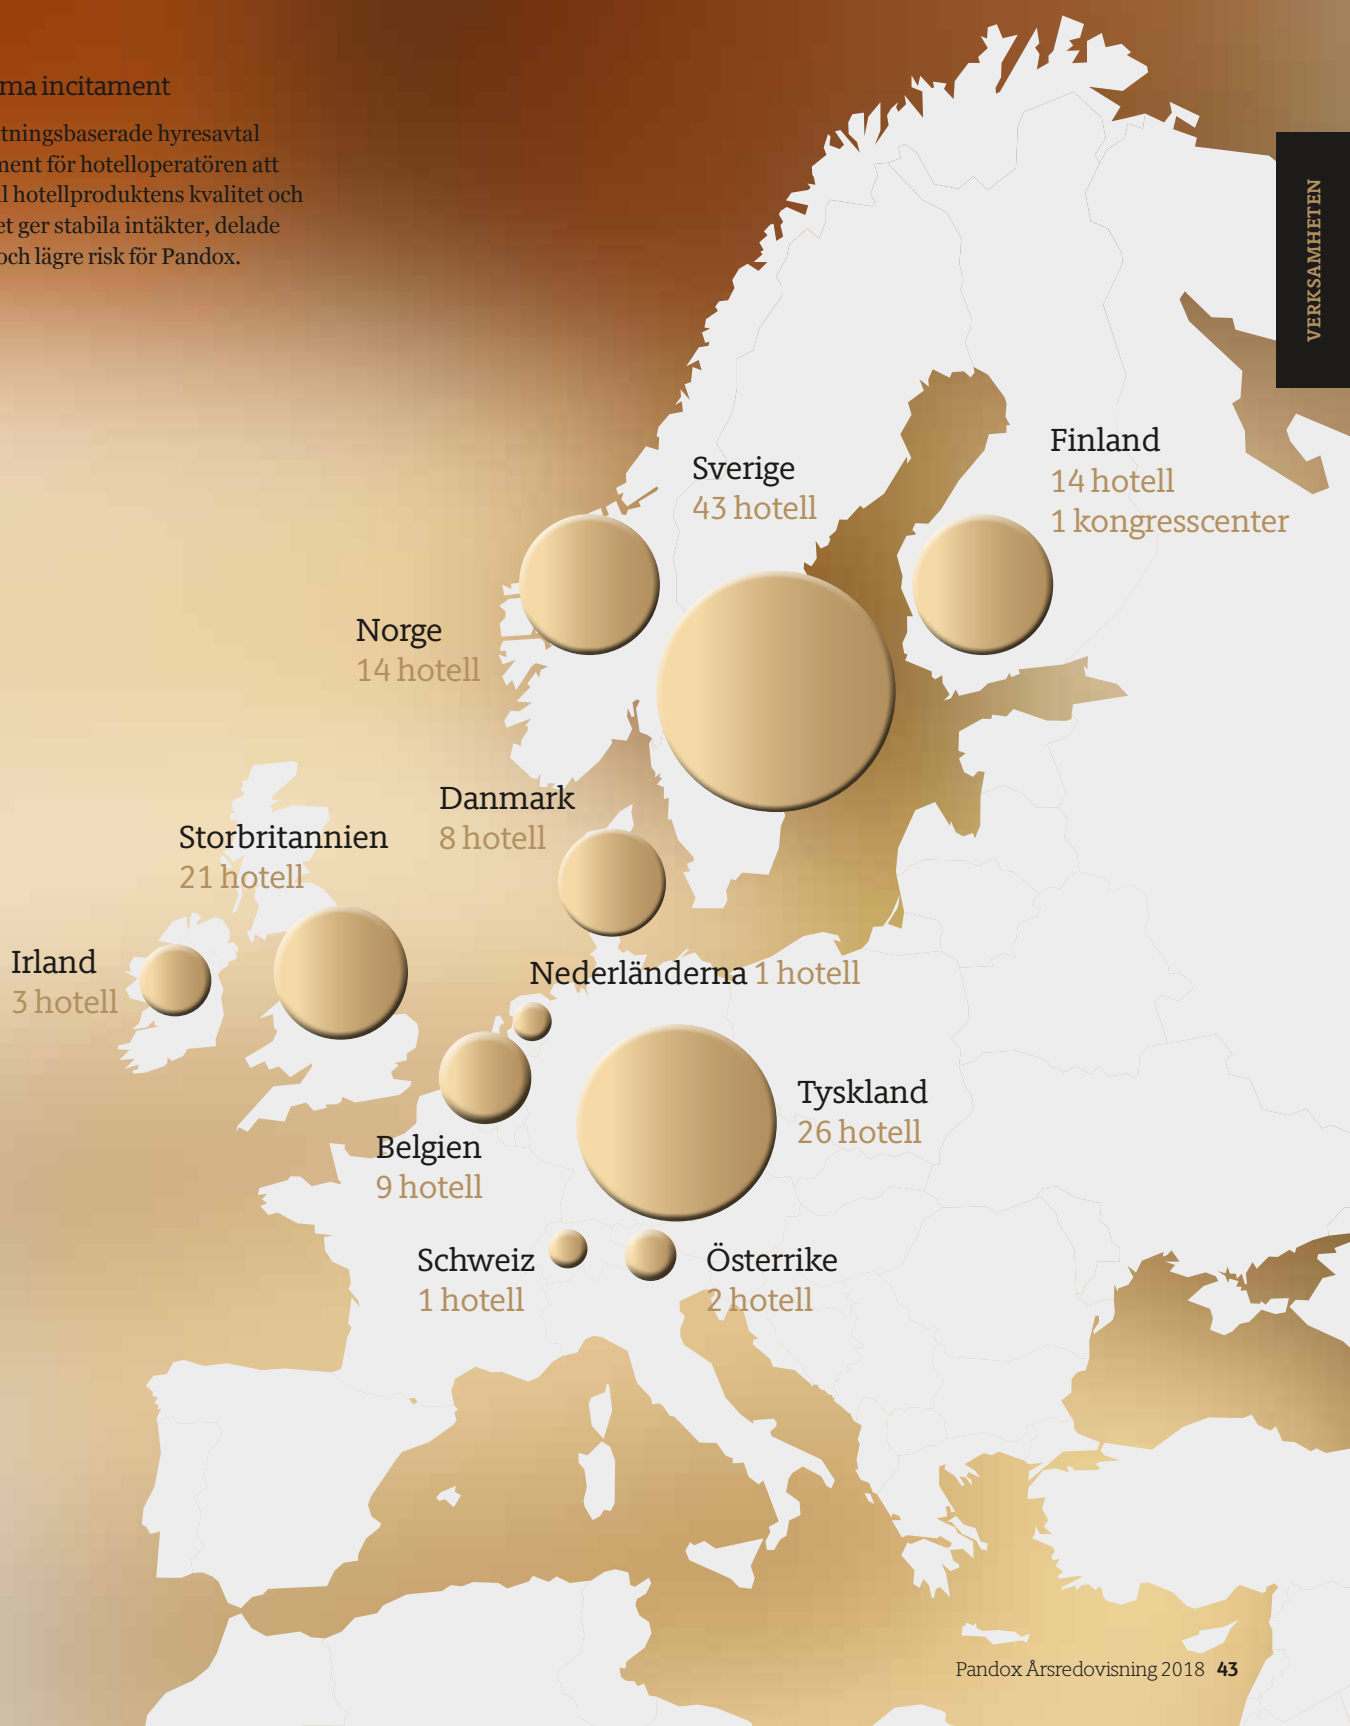 ma incitament
tningsbaserade hyresavtal
ment för hotelloperatören att
ll hotellproduktens kvalitet och
et ger stabila intäkter, delade
och lägre risk för Pandox.
VERKSAMHETEN
Finland
14 hotell
1 kongresscenter
Sverige
43 hotell
Norge
14 hotell
Danmark
8 hotell
Storbritannien
21 hotell
Irland
3 hotell
Nederländerna 1 hotell
Tyskland
26 hotell
Belgien
9 hotell
Schweiz
1 hotell
Österrike
2 hotell
Pandox Årsredovisning 2018 43